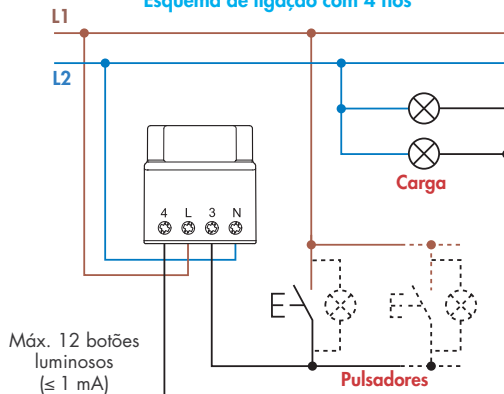 Esquema de ligação com 4 fios
L1
L2
Carga
4 L 3 N
Máx. 12 botões
luminosos
(≤ 1 mA)
Pulsadores